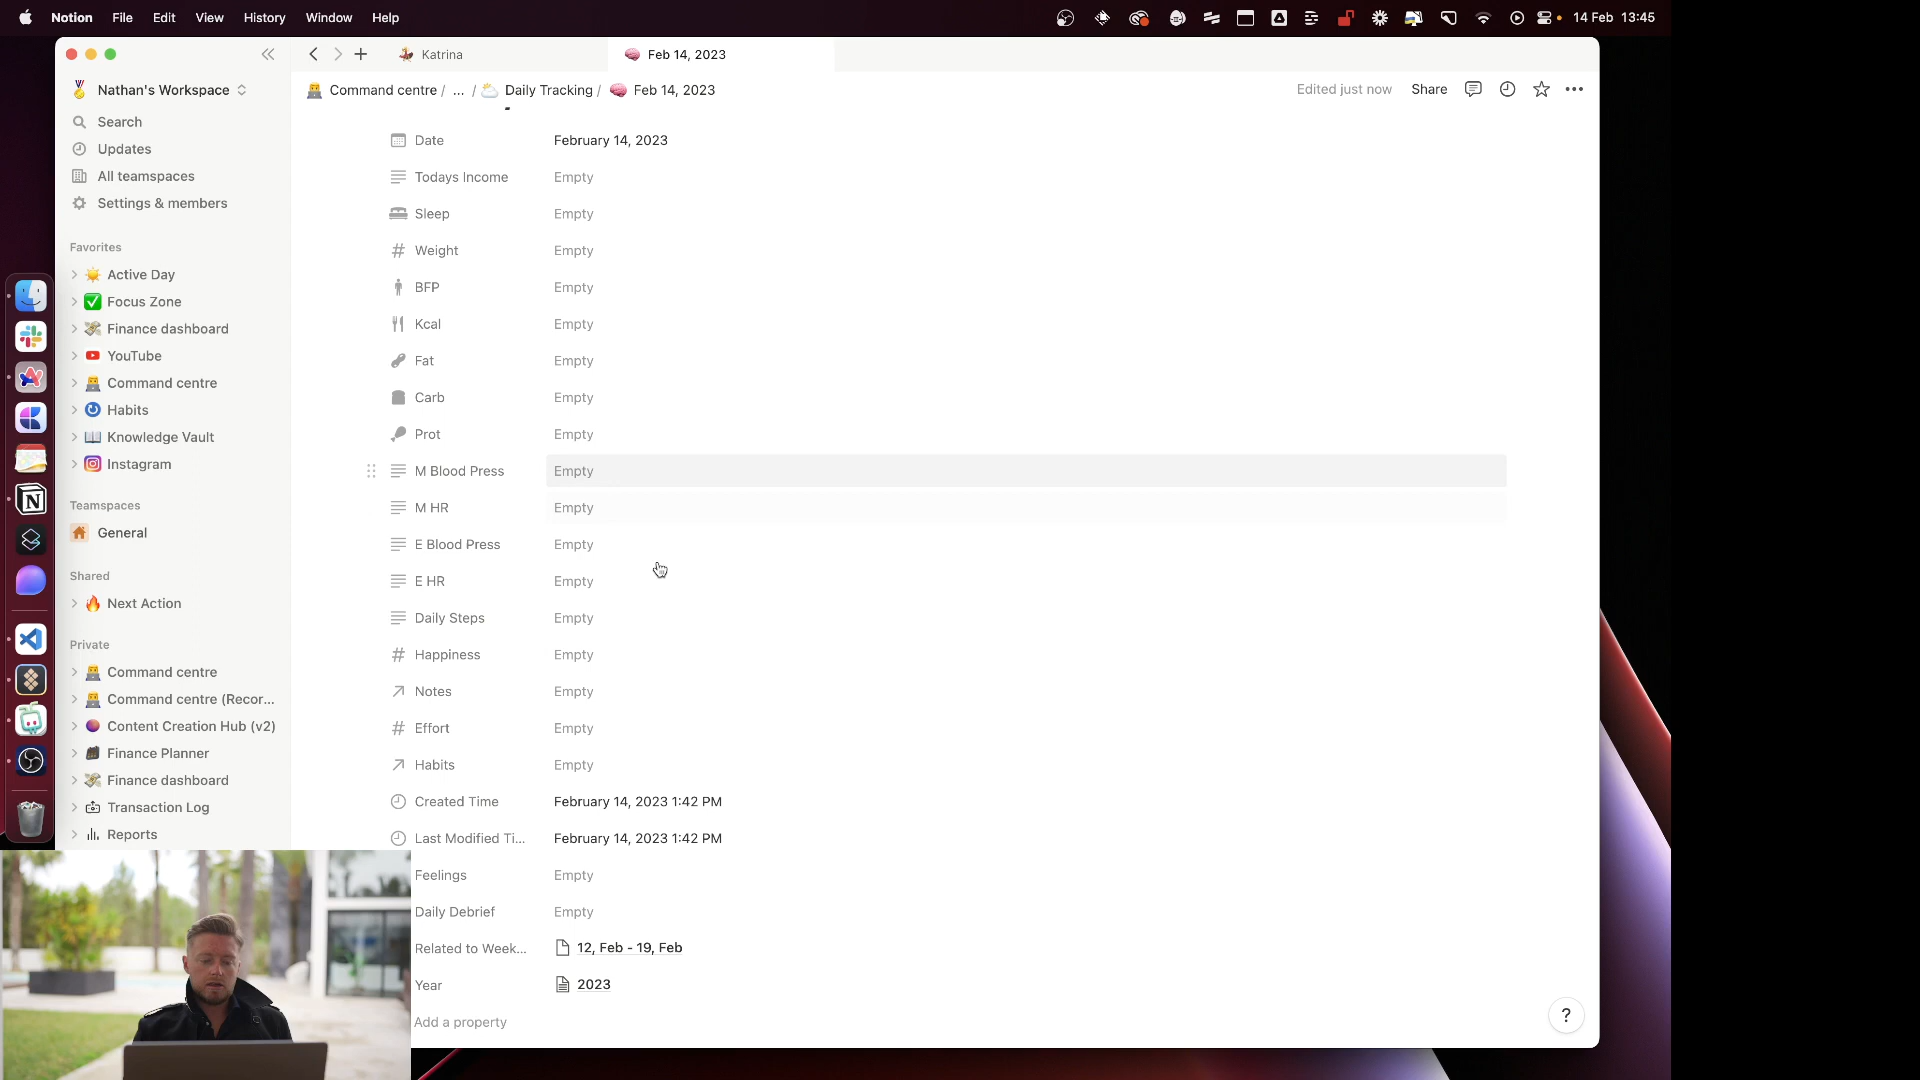 Notion File Edit View History Window Help 14 Feb 13:45
Katrina
Feb 14, 2023
Nathan's Workspace
Command centre / ... / Daily Tracking / Feb 14, 2023
Edited just now Share
Search
Updates
All teamspaces
Settings & members
Favorites
Active Day
Focus Zone
Finance dashboard
YouTube
Command centre
Habits
Knowledge Vault
Instagram
Teamspaces
General
Shared
Next Action
Private
Command centre
Command centre (Recor...
Content Creation Hub (v2)
Finance Planner
Finance dashboard
Transaction Log
Reports
Date February 14, 2023
Todays Income Empty
Sleep Empty
Weight Empty
BFP Empty
Kcal Empty
Fat Empty
Carb Empty
Prot Empty
M Blood Press Empty
M HR Empty
E Blood Press Empty
E HR Empty
Daily Steps Empty
Happiness Empty
Notes Empty
Effort Empty
Habits Empty
Created Time February 14, 2023 1:42 PM
Last Modified Ti... February 14, 2023 1:42 PM
Feelings Empty
Daily Debrief Empty
Related to Week... 12, Feb - 19, Feb
Year 2023
Add a property
?